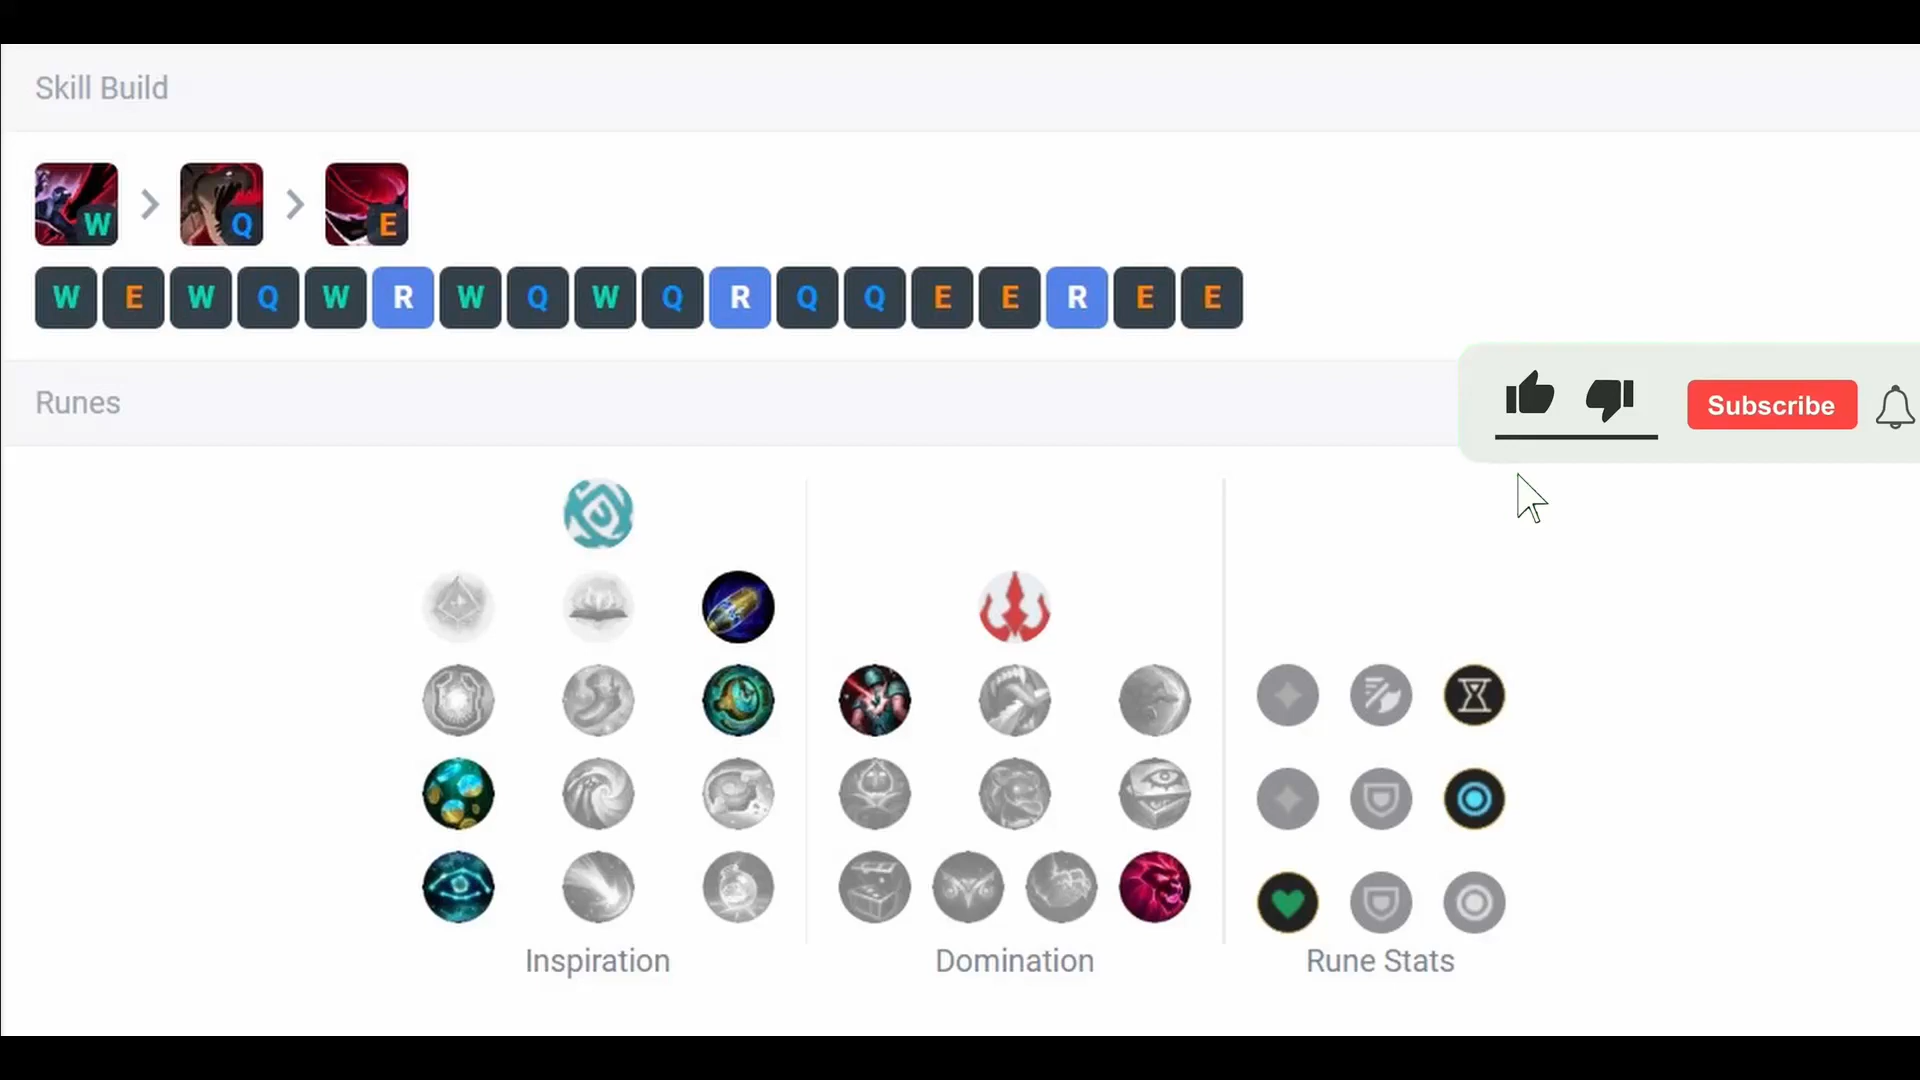 Skill Build
W Q E
W E W Q W R W Q W Q R Q Q E E R E E
Runes
Subscribe
Inspiration Domination Rune Stats